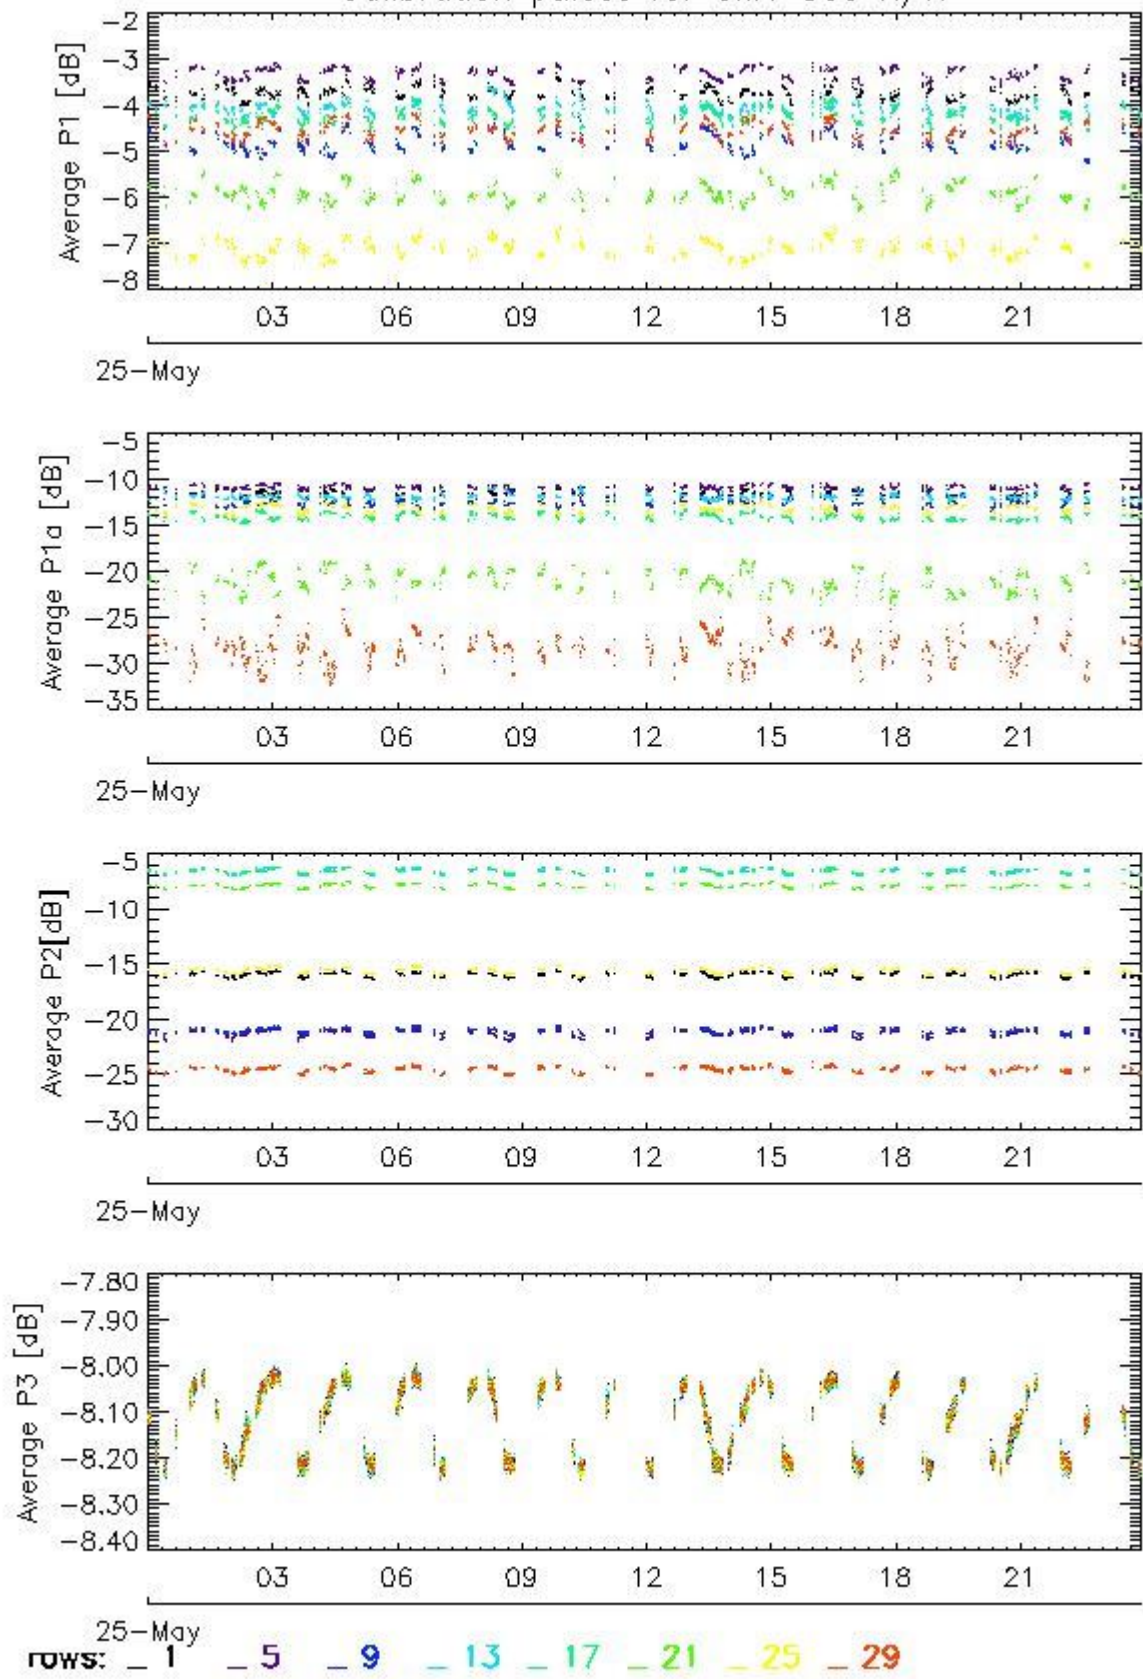 Average P1 [dB]
-2
-3
-4
-5
-6
-7
-8
03 06 09 12 15 18 21
25-May
Average P1a [dB]
-5
-10
-15
-20
-25
-30
-35
03 06 09 12 15 18 21
25-May
Average P2[dB]
-5
-10
-15
-20
-25
-30
03 06 09 12 15 18 21
25-May
Average P3 [dB]
-7.80
-7.90
-8.00
-8.10
-8.20
-8.30
-8.40
03 06 09 12 15 18 21
25-May
rows: _ 1 _ 5 _ 9 _ 13 _ 17 _ 21 _ 25 _ 29